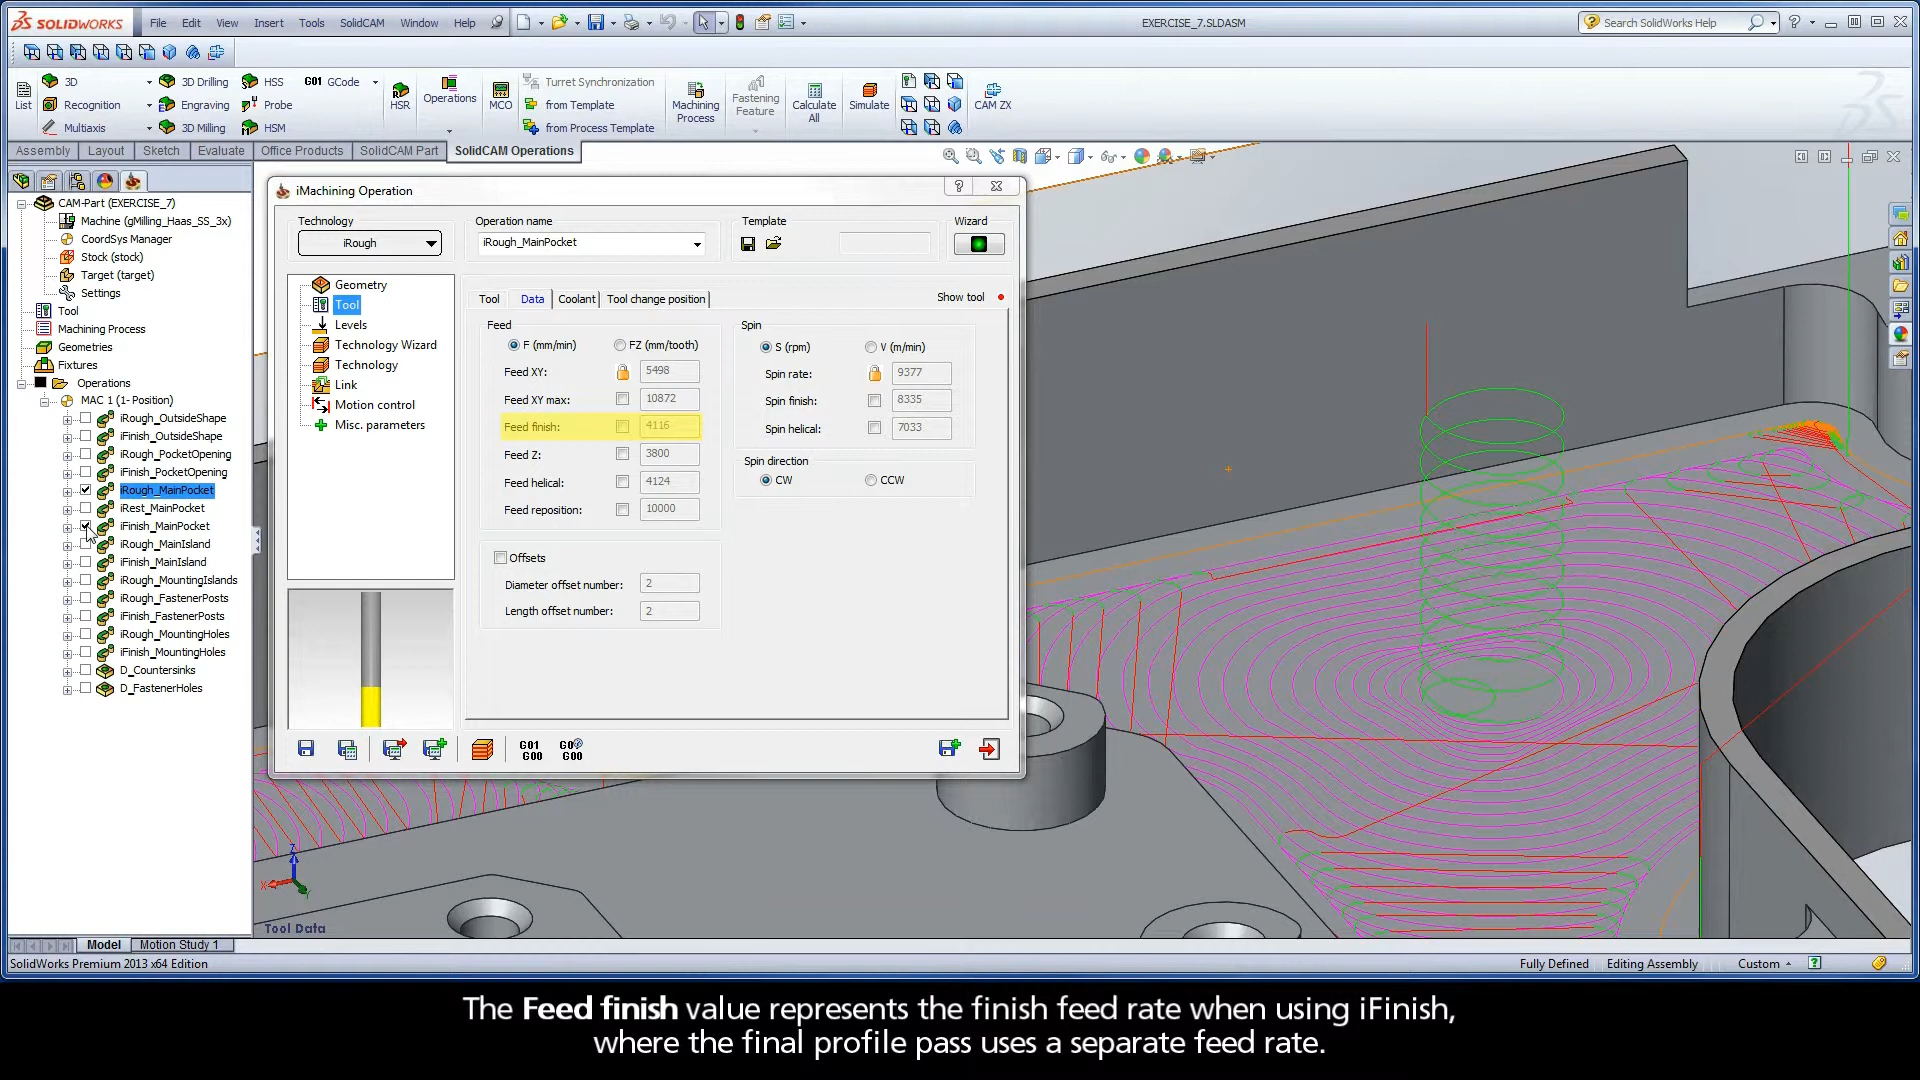 SOLIDWORKS
File Edit View Insert Tools SolidCAM Window Help
EXERCISE_7.SLDASM
Search SolidWorks Help
List
3D
Recognition
Multiaxis
3D Drilling
Engraving
3D Milling
HSS
Probe
HSM
G01 GCode
HSR
Operations
MCO
Turret Synchronization
from Template
from Process Template
Machining Process
Fastening Feature
Calculate All
Simulate
CAM ZX
Assembly Layout Sketch Evaluate Office Products SolidCAM Part SolidCAM Operations
CAM-Part (EXERCISE_7)
Machine (gMilling_Haas_SS_3x)
CoordSys Manager
Stock (stock)
Target (target)
Settings
Tool
Machining Process
Geometries
Fixtures
Operations
MAC 1 (1- Position)
iRough_OutsideShape
iFinish_OutsideShape
iRough_PocketOpening
iFinish_PocketOpening
iRough_MainPocket
iRest_MainPocket
iFinish_MainPocket
iRough_MainIsland
iFinish_MainIsland
iRough_MountingIslands
iRough_FastenerPosts
iFinish_FastenerPosts
iRough_MountingHoles
iFinish_MountingHoles
D_Countersinks
D_FastenerHoles
iMachining Operation
Technology
iRough
Operation name
iRough_MainPocket
Template
Wizard
Geometry
Tool
Levels
Technology Wizard
Technology
Link
Motion control
Misc. parameters
Tool Data Coolant Tool change position
Show tool
Feed
F (mm/min) FZ (mm/tooth)
Feed XY: 5498
Feed XY max: 10872
Feed finish: 4116
Feed Z: 3800
Feed helical: 4124
Feed reposition: 10000
Spin
S (rpm) V (m/min)
Spin rate: 9377
Spin finish: 8335
Spin helical: 7033
Spin direction
CW CCW
Offsets
Diameter offset number: 2
Length offset number: 2
G01 G00
G0 G00
Z
X
Tool Data
Model Motion Study 1
SolidWorks Premium 2013 x64 Edition
Fully Defined Editing Assembly Custom
The Feed finish value represents the finish feed rate when using iFinish,
where the final profile pass uses a separate feed rate.